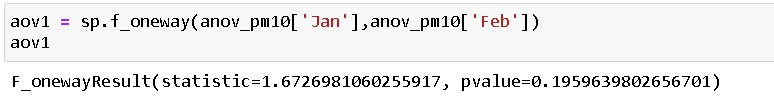 aov1 = sp.f_oneway(anov_pm10['Jan'],anov_pm10['Feb'])
aov1
F_onewayResult(statistic=1.6726981060255917, pvalue=0.1959639802656701)